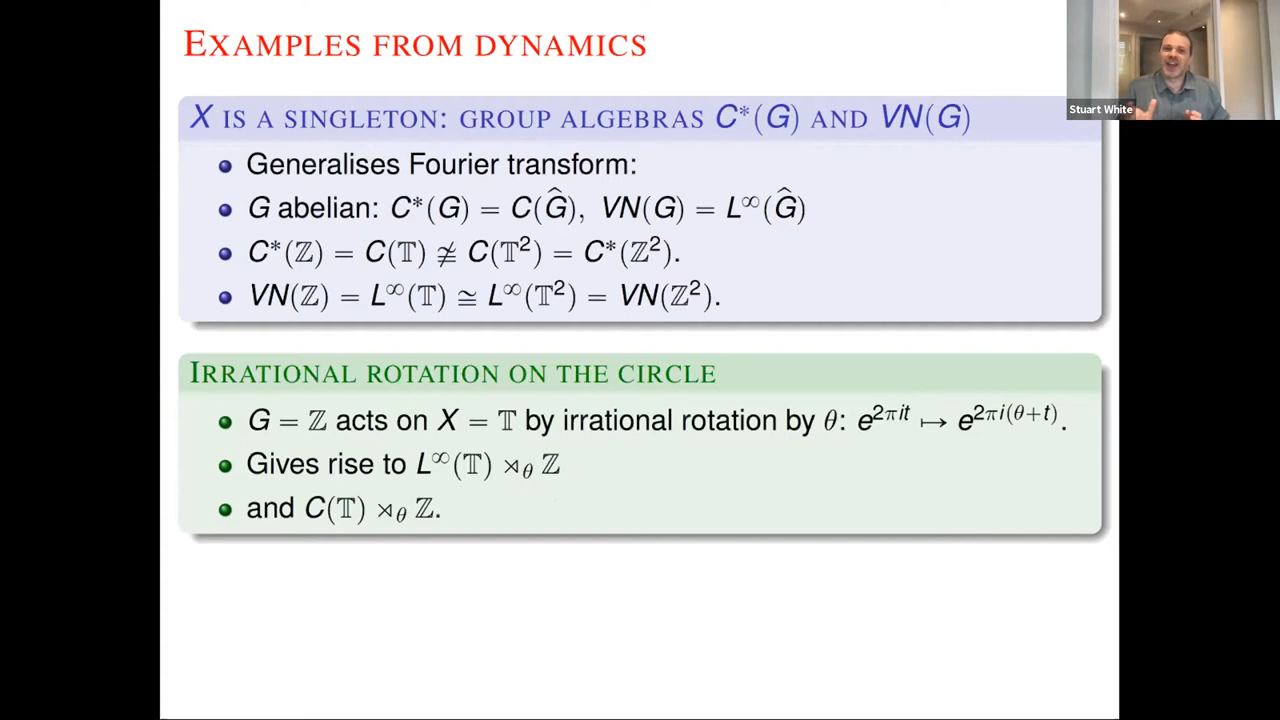 EXAMPLES FROM DYNAMICS
X IS A SINGLETON: GROUP ALGEBRAS C*(G) AND VN(G)
Generalises Fourier transform:
G abelian: C*(G) = C(Ĝ), VN(G) = L^∞(Ĝ)
C*(ℤ) = C(𝕋) ≇ C(𝕋²) = C*(ℤ²).
VN(ℤ) = L^∞(𝕋) ≅ L^∞(𝕋²) = VN(ℤ²).
IRRATIONAL ROTATION ON THE CIRCLE
G = ℤ acts on X = 𝕋 by irrational rotation by θ: e^{2πit} ↦ e^{2πi(θ+t)}.
Gives rise to L^∞(𝕋) ⋊_θ ℤ
and C(𝕋) ⋊_θ ℤ.
Stuart White